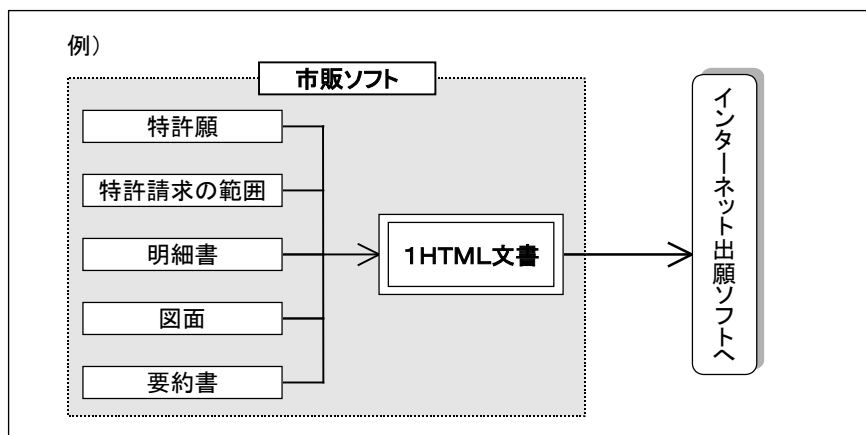 例）
市販ソフト
特許願
特許請求の範囲
明細書
図面
要約書
１ＨＴＭＬ文書
インターネット出願ソフトへ